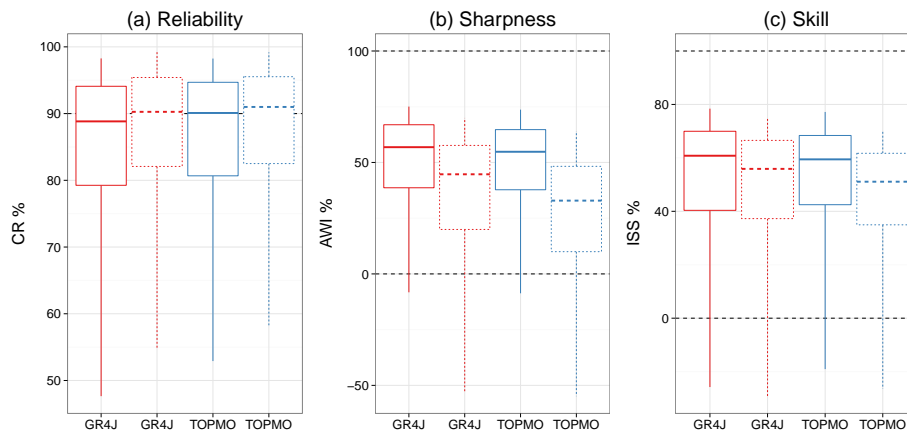 (a) Reliability
CR %
100
90
80
70
60
50
GR4J GR4J TOPMO TOPMO
(b) Sharpness
AWI %
100
50
0
−50
GR4J GR4J TOPMO TOPMO
(c) Skill
ISS %
80
40
0
GR4J GR4J TOPMO TOPMO